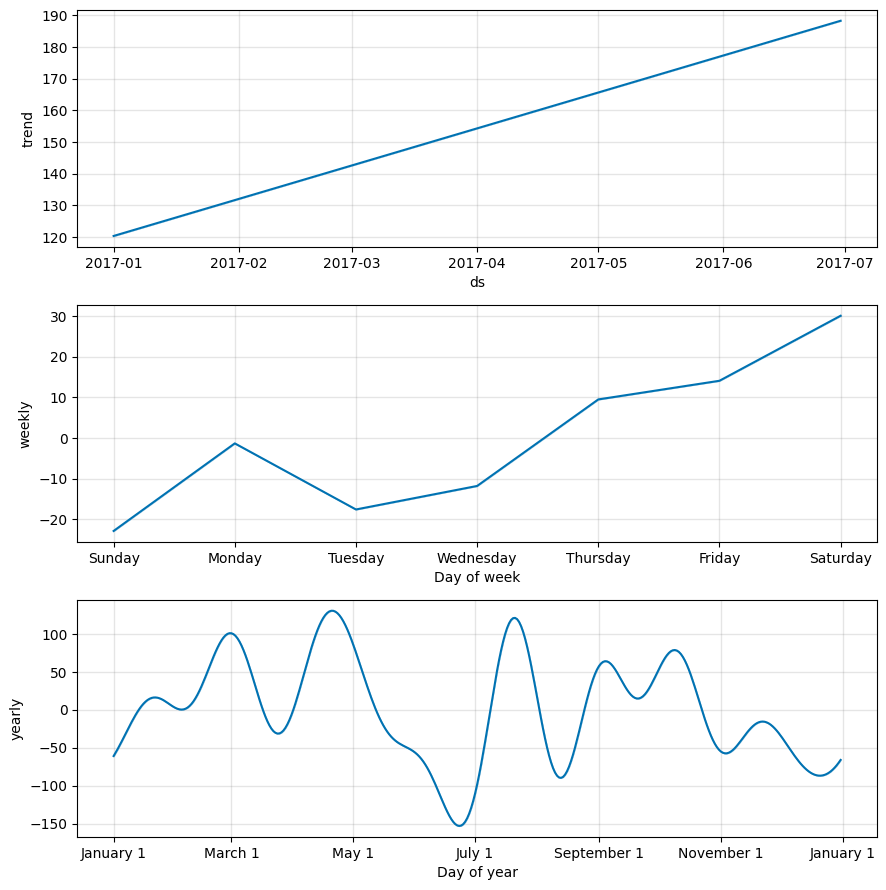 190
180
170
160
150
140
130
120
trend
2017-01 2017-02 2017-03 2017-04 2017-05 2017-06 2017-07
ds
30
20
10
0
−10
−20
weekly
Sunday Monday Tuesday Wednesday Thursday Friday Saturday
Day of week
100
50
0
−50
−100
−150
yearly
January 1 March 1 May 1 July 1 September 1 November 1 January 1
Day of year